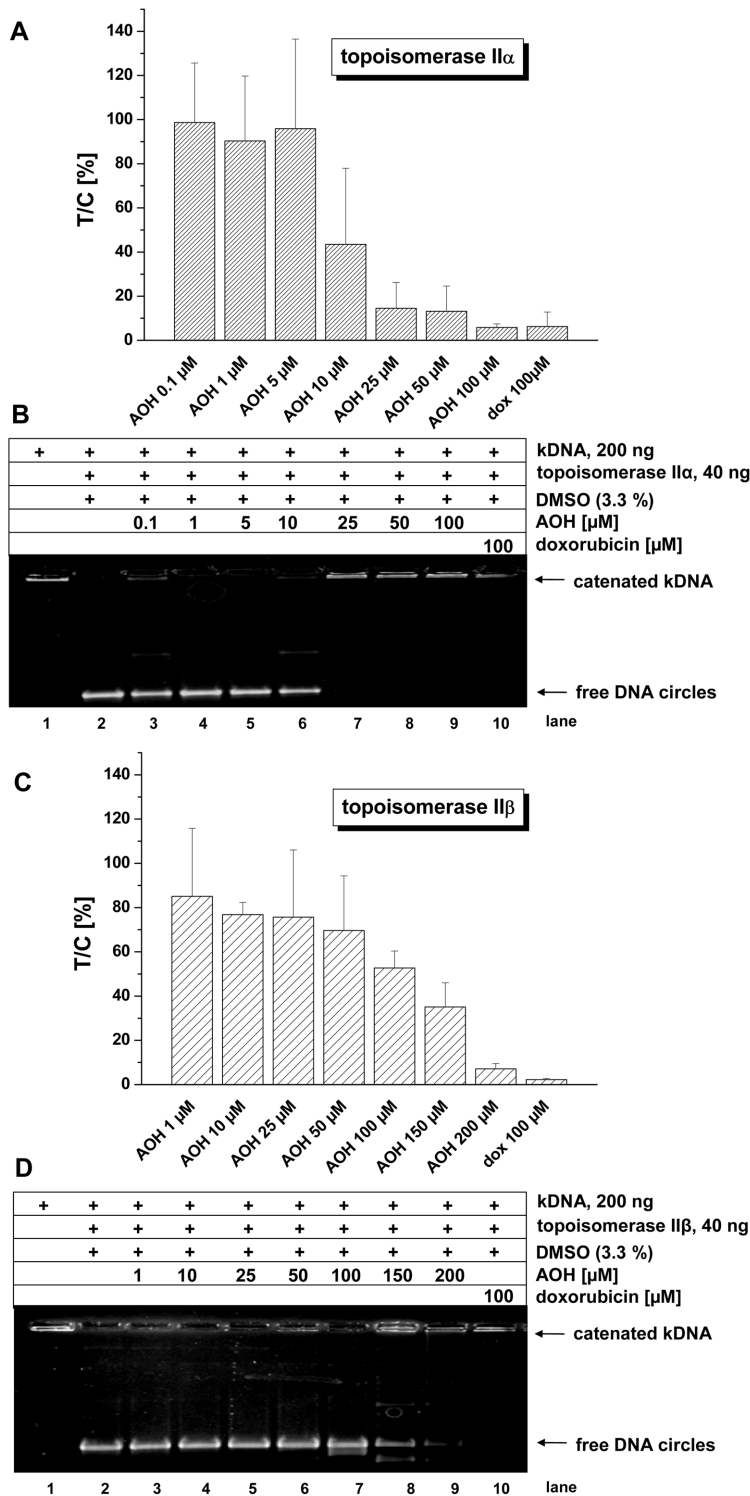 A
topoisomerase IIα
T/C [%]
140
120
100
80
60
40
20
0
AOH 0.1 µM
AOH 1 µM
AOH 5 µM
AOH 10 µM
AOH 25 µM
AOH 50 µM
AOH 100 µM
dox 100µM
B
+ + + + + + + + + + kDNA, 200 ng
+ + + + + + + + + topoisomerase IIα, 40 ng
+ + + + + + + + + DMSO (3.3 %)
0.1 1 5 10 25 50 100 AOH [µM]
100 doxorubicin [µM]
catenated kDNA
free DNA circles
1 2 3 4 5 6 7 8 9 10 lane
C
topoisomerase IIβ
T/C [%]
140
120
100
80
60
40
20
0
AOH 1 µM
AOH 10 µM
AOH 25 µM
AOH 50 µM
AOH 100 µM
AOH 150 µM
AOH 200 µM
dox 100 µM
D
+ + + + + + + + + + kDNA, 200 ng
+ + + + + + + + + topoisomerase IIβ, 40 ng
+ + + + + + + + + DMSO (3.3 %)
1 10 25 50 100 150 200 AOH [µM]
100 doxorubicin [µM]
catenated kDNA
free DNA circles
1 2 3 4 5 6 7 8 9 10 lane